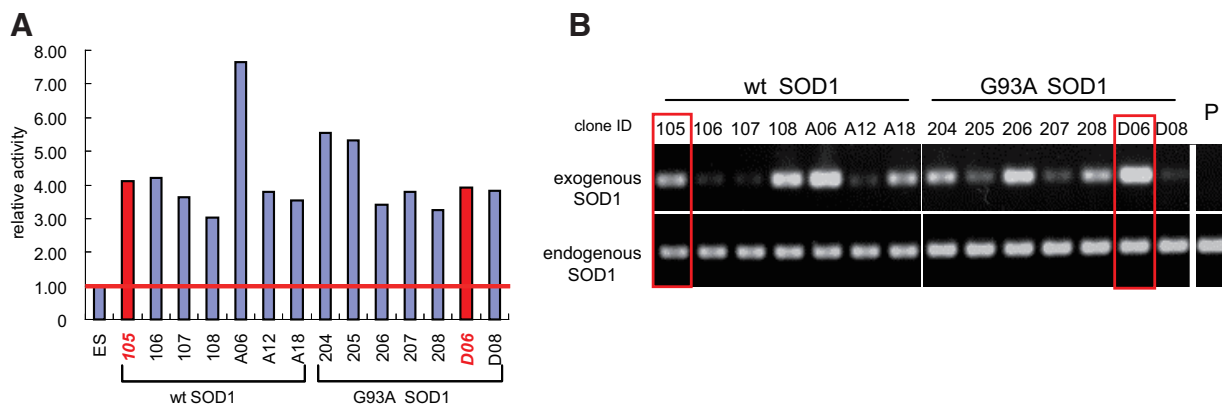 A
8.00
7.00
6.00
5.00
4.00
3.00
2.00
1.00
0
relative activity
ES 105 106 107 108 A06 A12 A18 204 205 206 207 208 D06 D08
wt SOD1 G93A SOD1
B
wt SOD1 G93A SOD1 P
clone ID 105 106 107 108 A06 A12 A18 204 205 206 207 208 D06 D08
exogenous
SOD1
endogenous
SOD1